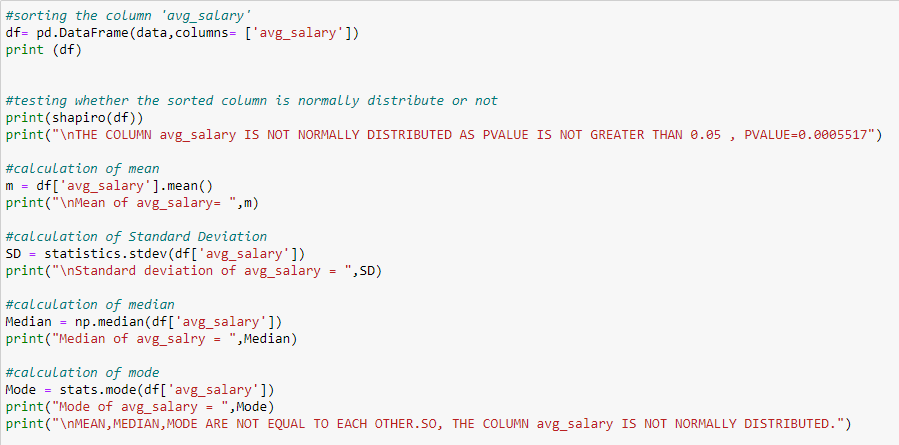 #sorting the column 'avg_salary'
df= pd.DataFrame(data,columns= ['avg_salary'])
print (df)
#testing whether the sorted column is normally distribute or not
print(shapiro(df))
print("\nTHE COLUMN avg_salary IS NOT NORMALLY DISTRIBUTED AS PVALUE IS NOT GREATER THAN 0.05 , PVALUE=0.0005517")
#calculation of mean
m = df['avg_salary'].mean()
print("\nMean of avg_salary= ",m)
#calculation of Standard Deviation
SD = statistics.stdev(df['avg_salary'])
print("\nStandard deviation of avg_salary = ",SD)
#calculation of median
Median = np.median(df['avg_salary'])
print("Median of avg_salry = ",Median)
#calculation of mode
Mode = stats.mode(df['avg_salary'])
print("Mode of avg_salary = ",Mode)
print("\nMEAN,MEDIAN,MODE ARE NOT EQUAL TO EACH OTHER.SO, THE COLUMN avg_salary IS NOT NORMALLY DISTRIBUTED.")